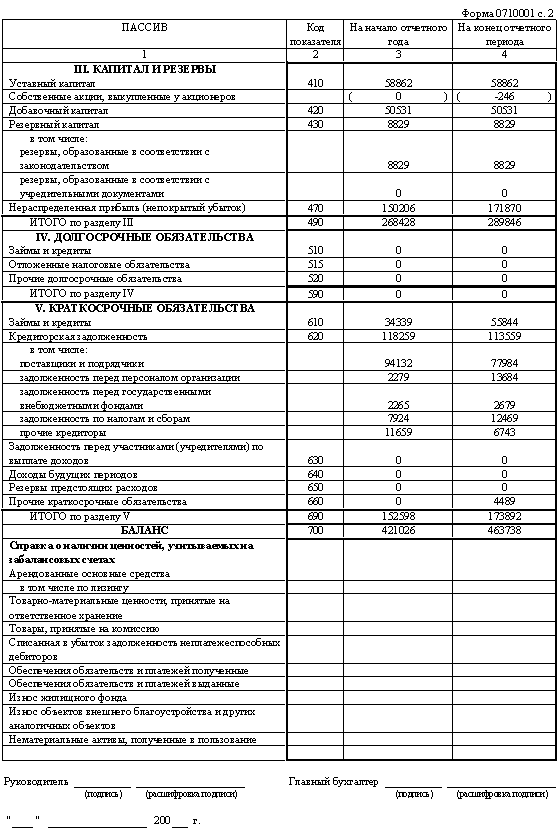 Форма 0710001 с. 2
ПАССИВ Код показателя На начало отчетного года На конец отчетного периода
1 2 3 4
III. КАПИТАЛ И РЕЗЕРВЫ
Уставный капитал 410 58862 58862
Собственные акции, выкупленные у акционеров ( 0 ) ( -246 )
Добавочный капитал 420 50531 50531
Резервный капитал 430 8829 8829
в том числе:
резервы, образованные в соответствии с
законодательством 8829 8829
резервы, образованные в соответствии с
учредительными документами 0 0
Нераспределенная прибыль (непокрытый убыток) 470 150206 171870
ИТОГО по разделу III 490 268428 289846
IV. ДОЛГОСРОЧНЫЕ ОБЯЗАТЕЛЬСТВА
Займы и кредиты 510 0 0
Отложенные налоговые обязательства 515 0 0
Прочие долгосрочные обязательства 520 0 0
ИТОГО по разделу IV 590 0 0
V. КРАТКОСРОЧНЫЕ ОБЯЗАТЕЛЬСТВА
Займы и кредиты 610 34339 55844
Кредиторская задолженность 620 118259 113559
в том числе:
поставщики и подрядчики 94132 77984
задолженность перед персоналом организации 2279 13684
задолженность перед государственными
внебюджетными фондами 2265 2679
задолженность по налогам и сборам 7924 12469
прочие кредиторы 11659 6743
Задолженность перед участниками (учредителями) по
выплате доходов 630 0 0
Доходы будущих периодов 640 0 0
Резервы предстоящих расходов 650 0 0
Прочие краткосрочные обязательства 660 0 4489
ИТОГО по разделу V 690 152598 173892
БАЛАНС 700 421026 463738
Справка о наличии ценностей, учитываемых на
забалансовых счетах
Арендованные основные средства
в том числе по лизингу
Товарно-материальные ценности, принятые на
ответственное хранение
Товары, принятые на комиссию
Списанная в убыток задолженность неплатежеспособных
дебиторов
Обеспечения обязательств и платежей полученные
Обеспечения обязательств и платежей выданные
Износ жилищного фонда
Износ объектов внешнего благоустройства и других
аналогичных объектов
Нематериальные активы, полученные в пользование
Руководитель Главный бухгалтер
(подпись) (расшифровка подписи) (подпись) (расшифровка подписи)
"___" ______________ 200__ г.